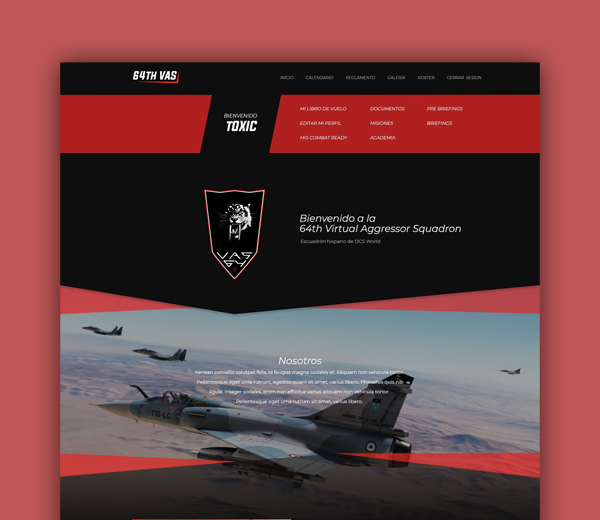 64TH VAS
INICIO CALENDARIO REGLAMENTO GALERÍA ROSTER CERRAR SESION
BIENVENIDO
TOXIC
MI LIBRO DE VUELO DOCUMENTOS PRE BRIEFINGS
EDITAR MI PERFIL MISIONES BRIEFINGS
MIS COMBAT READY ACADEMIA
VAS
64
Bienvenido a la
64th Virtual Aggressor Squadron
Escuadrón hispano de DCS World
Nosotros
Aenean convallis volutpat felis, id feugiat magna sodales et. Aliquam non vehicula tortor.
Pellentesque eget urna rutrum, egestas quam sit amet, varius libero. Phasellus quis nibh
ligula. Integer sodales, enim non efficitur varius aliquam vehicula tortor.
Pellentesque eget urna rutrum sit amet, varius libero.